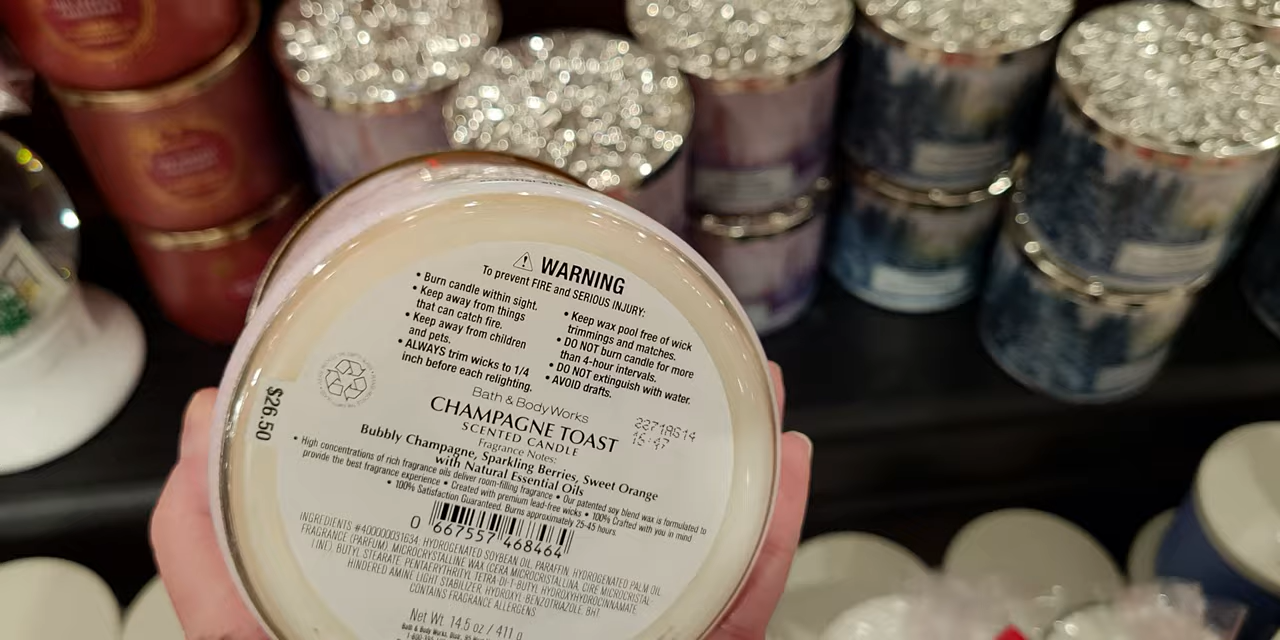 WARNING
To prevent FIRE and SERIOUS INJURY:
• Burn candle within sight.
• Keep away from things
that can catch fire.
• Keep away from children
and pets.
• ALWAYS trim wicks to 1/4
inch before each relighting.
• Keep wax pool free of wick
trimmings and matches.
• DO NOT burn candle for more
than 4-hour intervals.
• DO NOT extinguish with water.
• AVOID drafts.
$26.50
Bath & Body Works
CHAMPAGNE TOAST
SCENTED CANDLE
15:47
Fragrance Notes:
Bubbly Champagne, Sparkling Berries, Sweet Orange
with Natural Essential Oils
• High concentrations of rich fragrance oils deliver room-filling fragrance • Our patented soy blend wax is formulated to
provide the best fragrance experience • Created with premium lead-free wicks • 100% Crafted with you in mind
• 100% Satisfaction Guaranteed. Burns approximately 25-45 hours.
0 667557 468464
INGREDIENTS #400000031634 HYDROGENATED SOYBEAN OIL, PARAFFIN, HYDROGENATED PALM OIL,
FRAGRANCE (PARFUM), MICROCRYSTALLINE WAX (CERA MICROCRISTALLINA, CIRE MICROCRISTAL
LINE), BUTYL STEARATE, PENTAERYTHRITYL TETRA-DI-T-BUTYL HYDROXYHYDROCINNAMATE,
HINDERED AMINE LIGHT STABILIZER, HYDROXY, BENZOTRIAZOLE, BHT.
CONTAINS FRAGRANCE ALLERGENS
Net Wt. 14.5 oz / 411 g